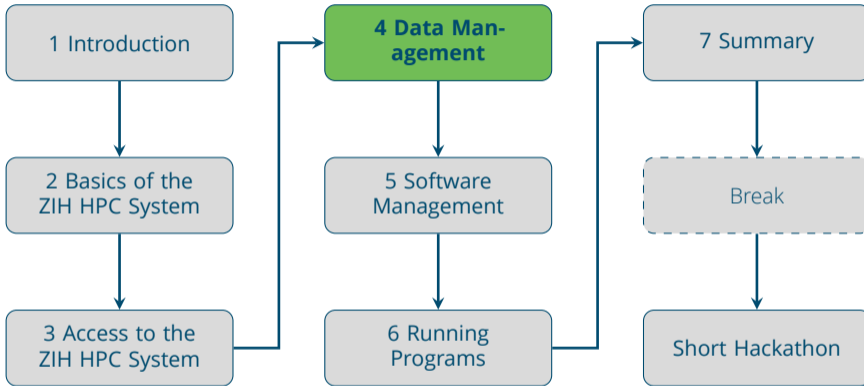 1 Introduction
2 Basics of the
ZIH HPC System
3 Access to the
ZIH HPC System
4 Data Man-
agement
5 Software
Management
6 Running
Programs
7 Summary
Break
Short Hackathon